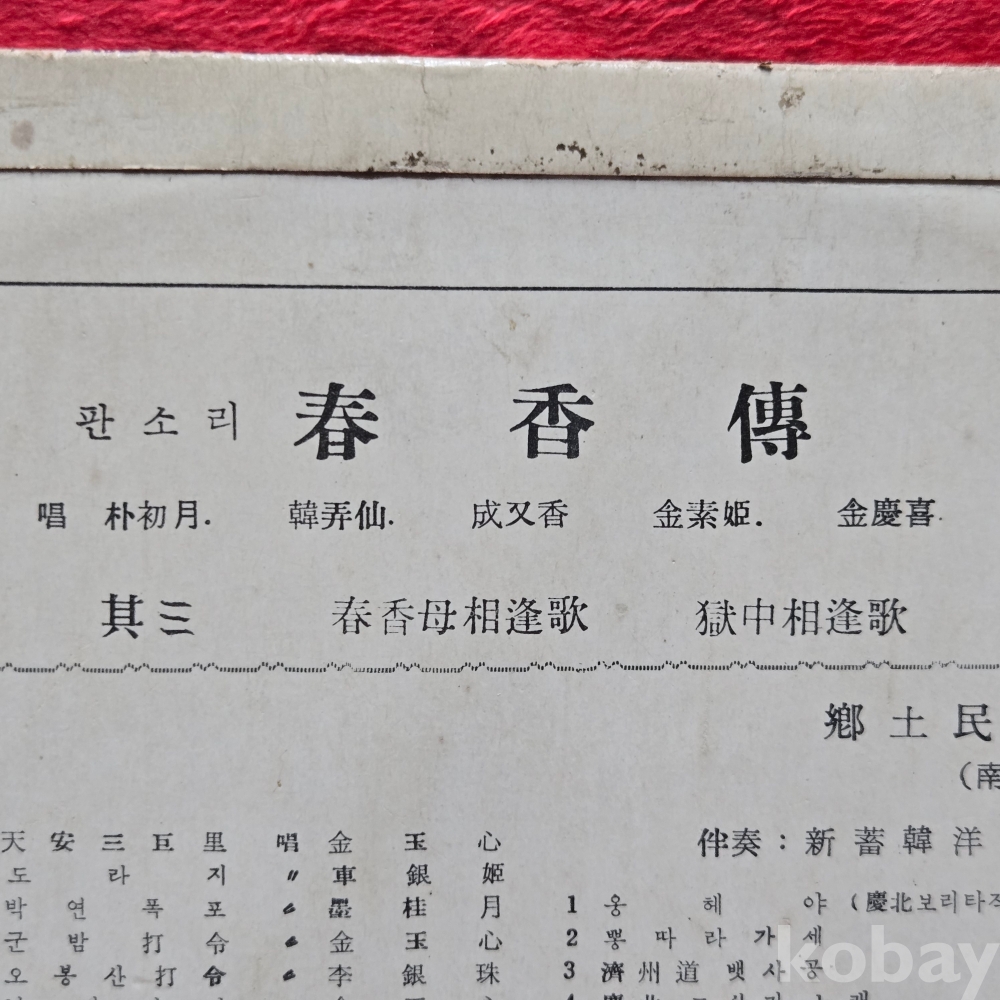 판소리 春香傳
唱 朴初月. 韓弄仙. 成又香 金素姫. 金慶喜.
其三 春香母相逢歌 獄中相逢歌
鄕土民
(南
天安三巨里 唱 金玉心
도라지 〃 車銀姬
박연폭포 〃 墨桂月
군밤打令 〃 金玉心
오봉산打令 〃 李銀珠
伴奏: 新蓄韓洋
1 옹헤야 (慶北보리타작
2 뽕따라가세
3 濟州道뱃사공
kobay